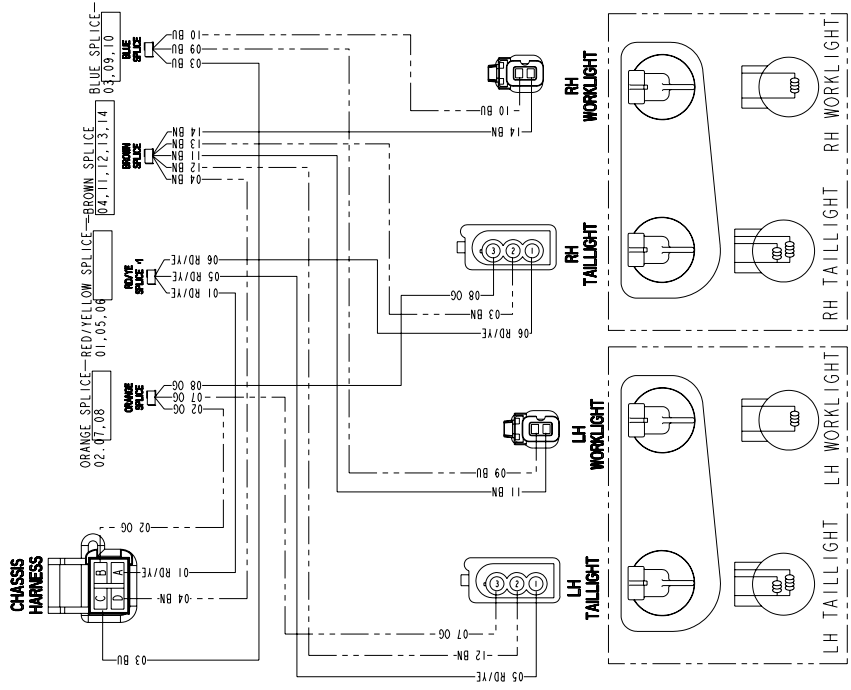 BLUE SPLICE
03,09,10
BLUE
SPLICE
10 BU
09 BU
03 BU
BROWN SPLICE
04,11,12,13,14
BROWN
SPLICE
14 BN
13 BN
11 BN
12 BN
04 BN
RED/YELLOW SPLICE
01,05,06
RD/YE
SPLICE -1
06 RD/YE
05 RD/YE
01 RD/YE
ORANGE SPLICE
02,07,08
ORANGE
SPLICE
08 OG
07 OG
02 OG
CHASSIS
HARNESS
B
A
C
D
02 OG
01 RD/YE
04 BN
03 BU
10 BU
14 BN
RH
WORKLIGHT
3
2
1
08 OG
03 BN
06 RD/YE
RH
TAILLIGHT
09 BU
11 BN
LH
WORKLIGHT
3
2
1
07 OG
12 BN
05 RD/YE
LH
TAILLIGHT
RH WORKLIGHT
RH TAILLIGHT
LH WORKLIGHT
LH TAILLIGHT